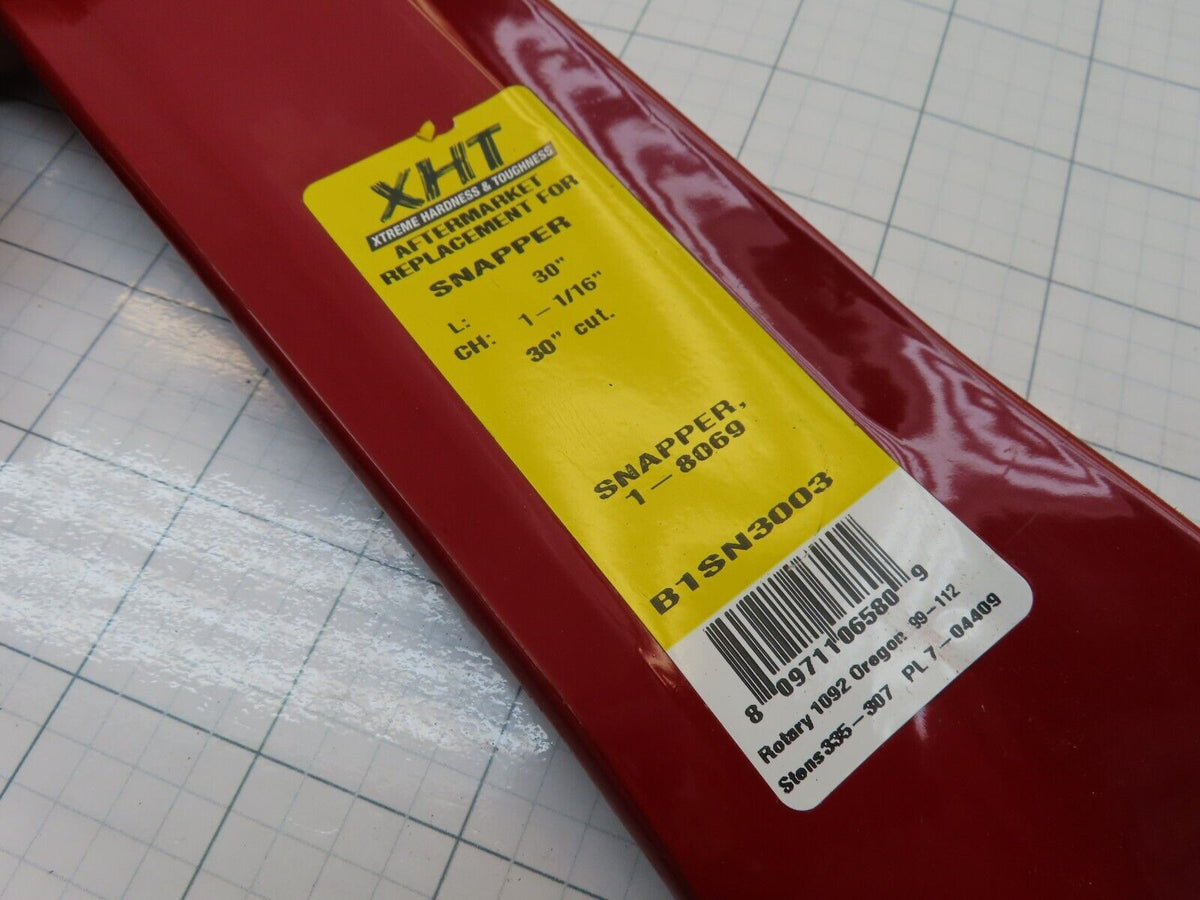 XHT
XTREME HARDNESS & TOUGHNESS
AFTERMARKET
REPLACEMENT FOR
SNAPPER
L: 30"
CH: 1-1/16"
30" cut.
SNAPPER,
1-8069
B1SN3003
8 09711 06580 9
Rotary 1092 Oregon 99-112
Stens 335-307 PL 7-04409